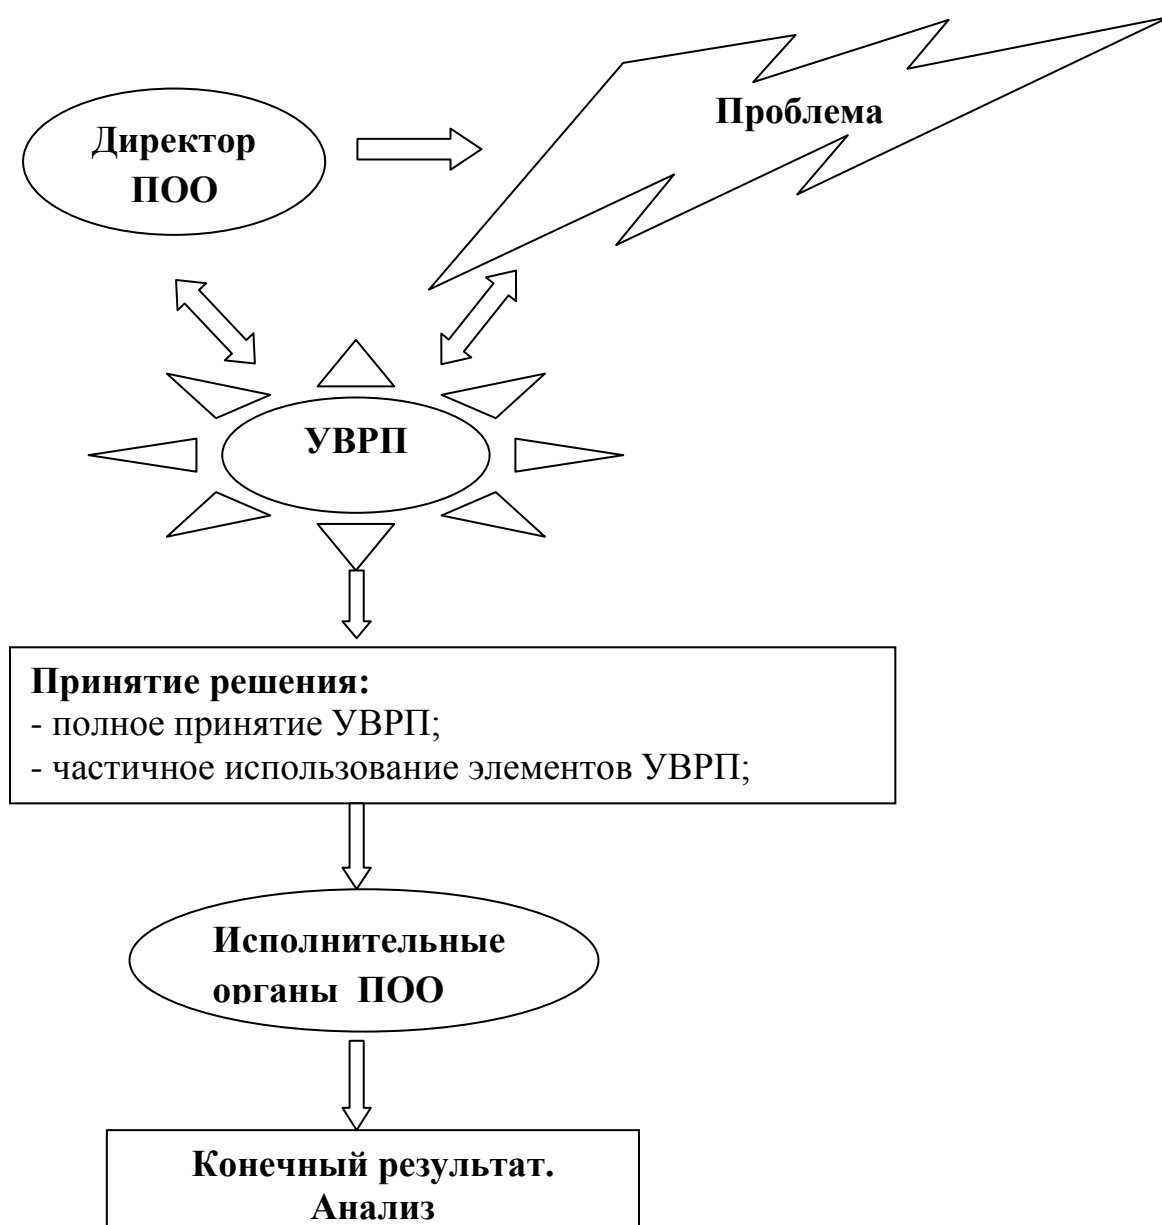 Директор
ПОО
Проблема
УВРП
Принятие решения:
- полное принятие УВРП;
- частичное использование элементов УВРП;
Исполнительные
органы ПОО
Конечный результат.
Анализ